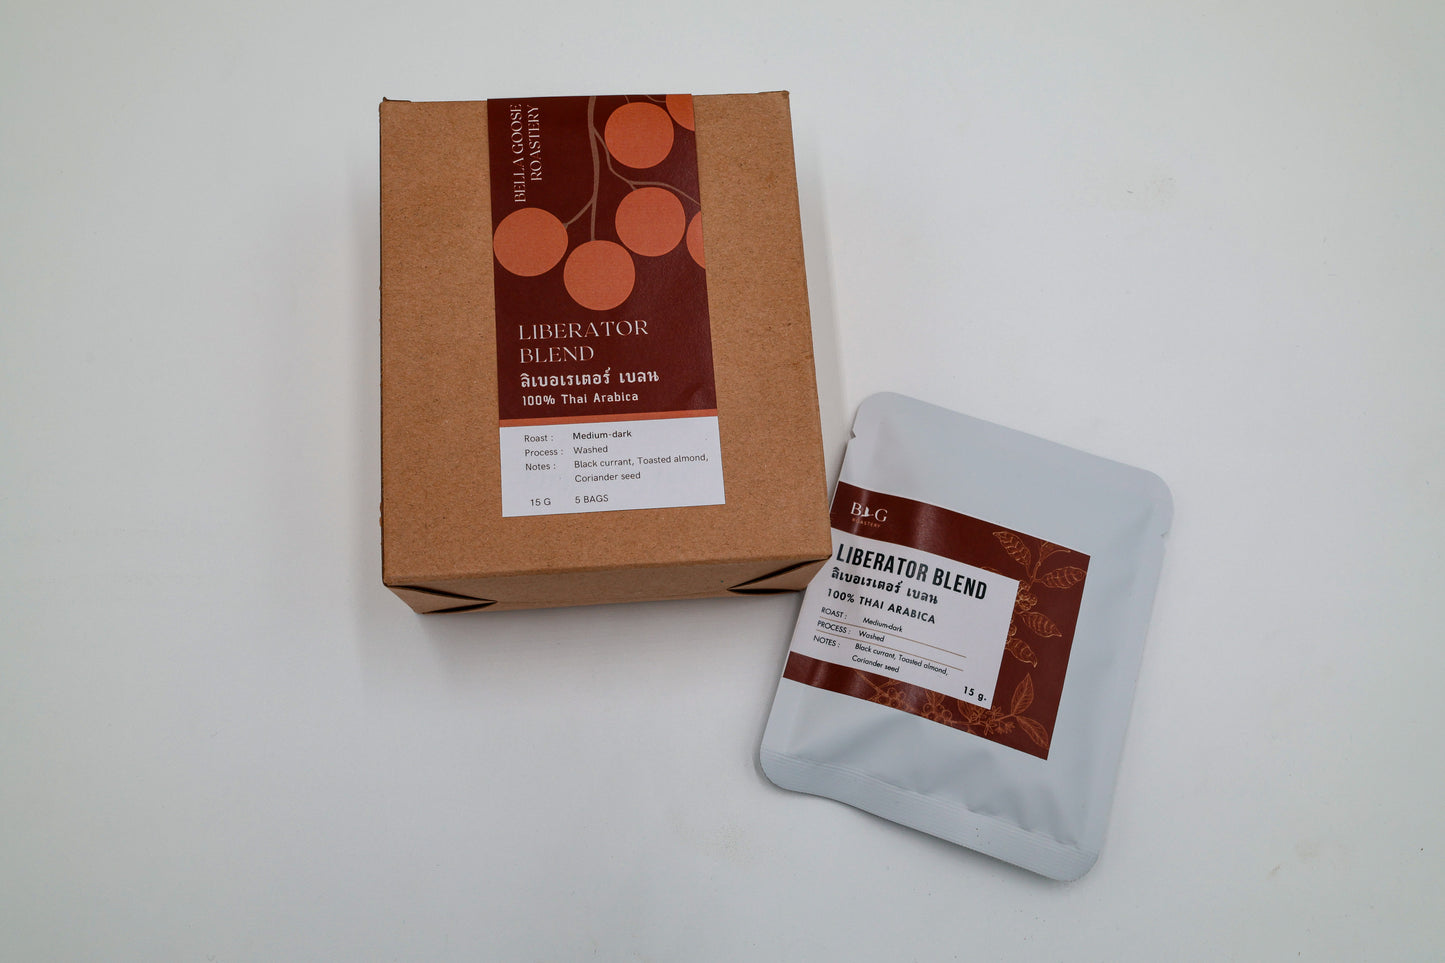 BELLA GOOSE
ROASTERY
LIBERATOR
BLEND
ลิเบอเรเตอร์ เบลน
100% Thai Arabica
Roast : Medium-dark
Process : Washed
Notes : Black currant, Toasted almond,
Coriander seed
15 G 5 BAGS
B G
ROASTERY
LIBERATOR BLEND
ลิเบอเรเตอร์ เบลน
100% THAI ARABICA
ROAST : Medium-dark
PROCESS : Washed
NOTES : Black currant, Toasted almond,
Coriander seed
15 g.